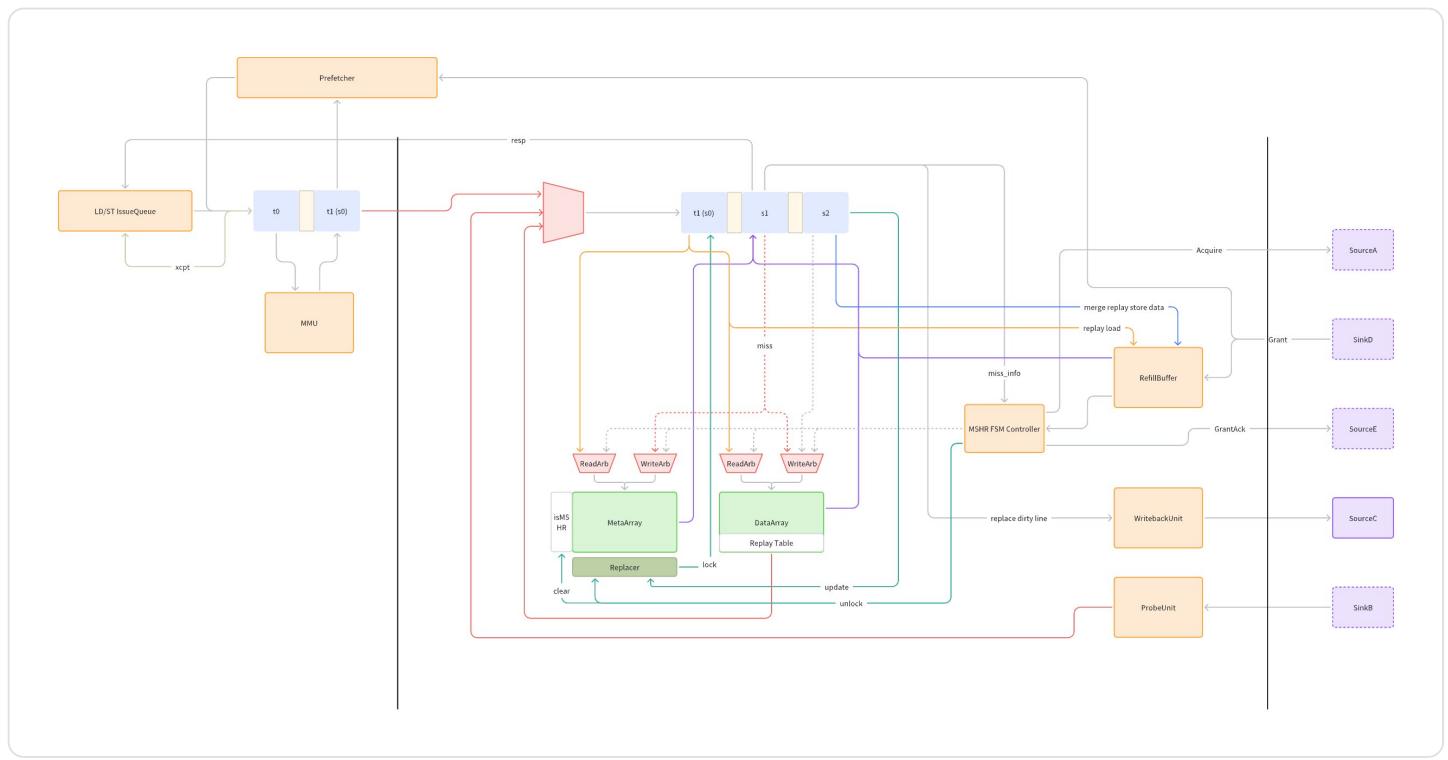 Prefetcher
resp
LD/ST IssueQueue
t0
t1 (s0)
t1 (s0)
s1
s2
xcpt
Acquire
SourceA
MMU
merge replay store data
replay load
Grant
SinkD
miss
miss_info
RefillBuffer
MSHR FSM Controller
GrantAck
SourceE
ReadArb
WriteArb
ReadArb
WriteArb
isMS
HR
MetaArray
DataArray
Replay Table
replace dirty line
WritebackUnit
SourceC
Replacer
lock
clear
update
unlock
ProbeUnit
SinkB